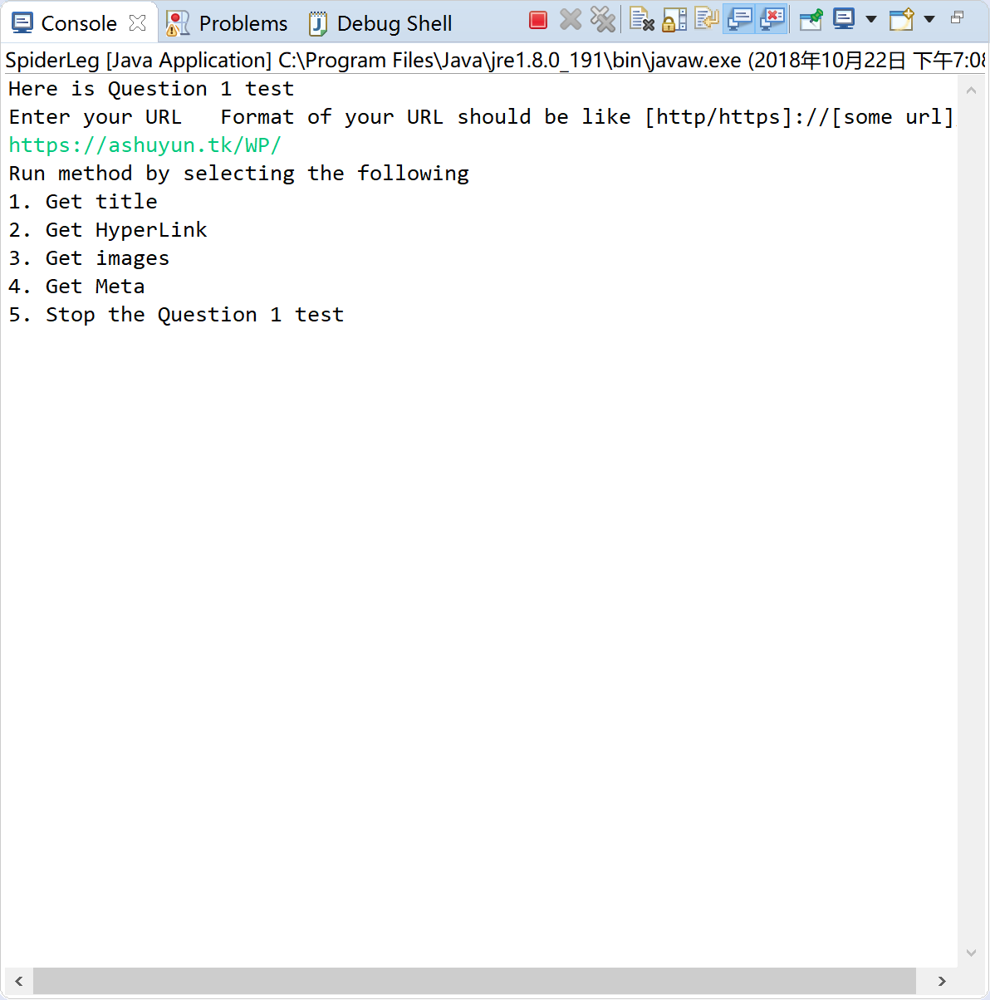 Console Problems Debug Shell
SpiderLeg [Java Application] C:\Program Files\Java\jre1.8.0_191\bin\javaw.exe (2018年10月22日 下午7:08
Here is Question 1 test
Enter your URL   Format of your URL should be like [http/https]://[some url]
https://ashuyun.tk/WP/
Run method by selecting the following
1. Get title
2. Get HyperLink
3. Get images
4. Get Meta
5. Stop the Question 1 test